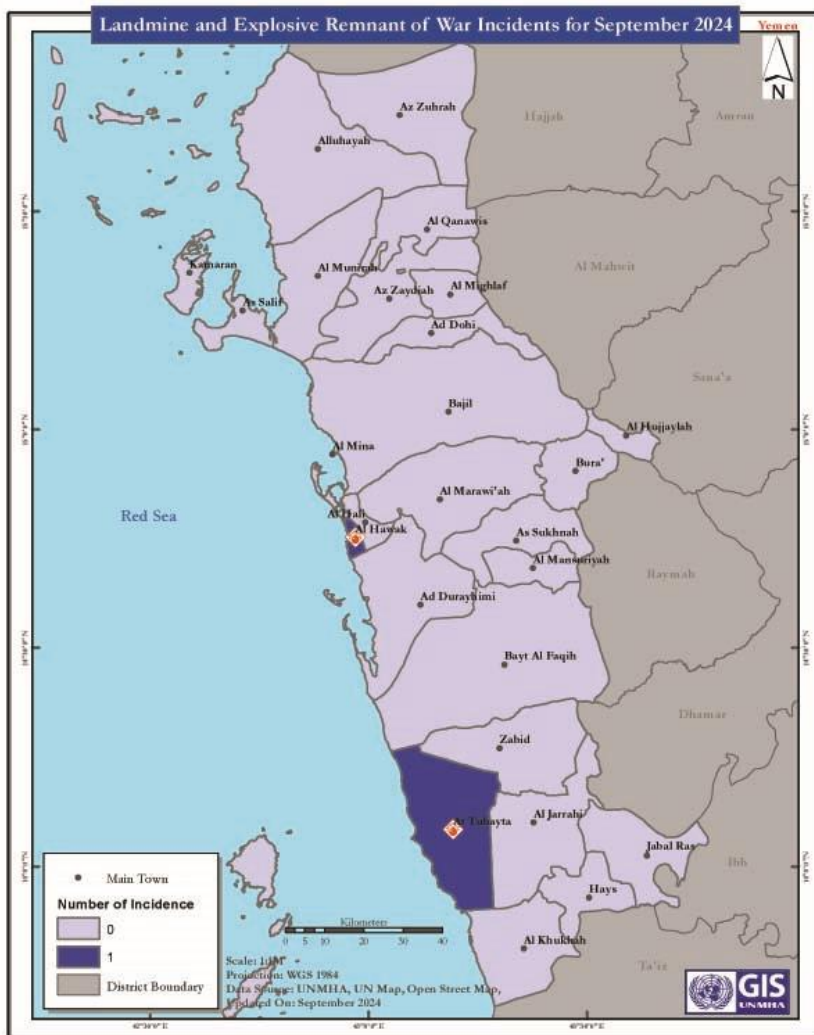 Landmine and Explosive Remnant of War Incidents for September 2024
Yemen
N
Az Zuhrah
Hajjah
Amran
Alluhayah
Al Qanawis
Kamaran
Al Munirah
Al Mahwit
Az Zaydiah
Al Mighlaf
As Salif
Ad Dohi
Sana'a
Bajil
Al Hujjaylah
Al Mina
Bura'
Al Marawi'ah
Red Sea
Al Hali
Al Hawak
As Sukhnah
Al Mansuriyah
Raymah
Ad Durayhimi
Bayt Al Faqih
Dhamar
Zabid
At Tuhayta
Al Jarrahi
Jabal Ras
Ibb
Hays
Al Khukhah
Ta'iz
Main Town
Number of Incidence
0
1
District Boundary
Kilometers
0 5 10 20 30 40
Scale: 1:1M
Projection: WGS 1984
Data Source: UNMHA, UN Map, Open Street Map,
Updated On: September 2024
GIS
UNMHA